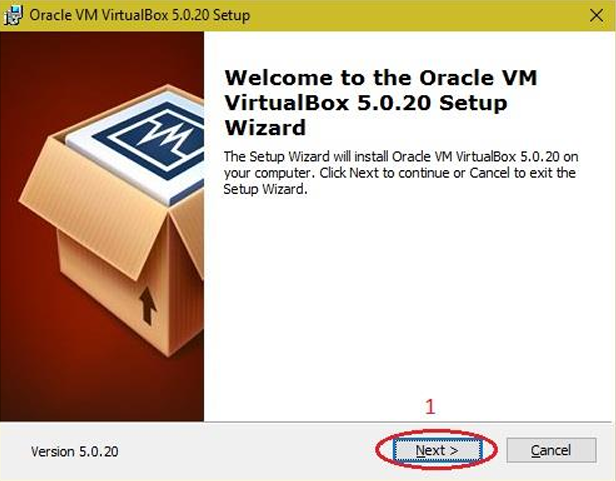 Oracle VM VirtualBox 5.0.20 Setup
Welcome to the Oracle VM
VirtualBox 5.0.20 Setup
Wizard
The Setup Wizard will install Oracle VM VirtualBox 5.0.20 on
your computer. Click Next to continue or Cancel to exit the
Setup Wizard.
1
Version 5.0.20
Next >
Cancel